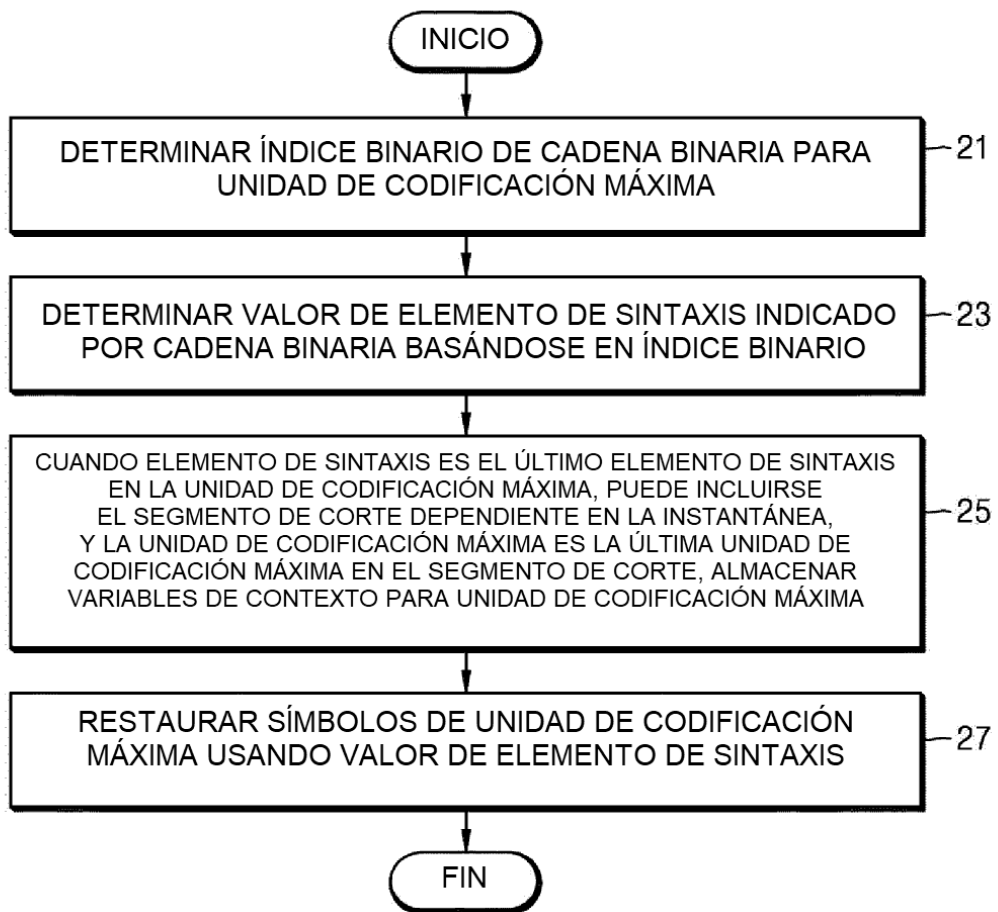 INICIO
DETERMINAR ÍNDICE BINARIO DE CADENA BINARIA PARA
UNIDAD DE CODIFICACIÓN MÁXIMA
21
DETERMINAR VALOR DE ELEMENTO DE SINTAXIS INDICADO
POR CADENA BINARIA BASÁNDOSE EN ÍNDICE BINARIO
23
CUANDO ELEMENTO DE SINTAXIS ES EL ÚLTIMO ELEMENTO DE SINTAXIS
EN LA UNIDAD DE CODIFICACIÓN MÁXIMA, PUEDE INCLUIRSE
EL SEGMENTO DE CORTE DEPENDIENTE EN LA INSTANTÁNEA,
Y LA UNIDAD DE CODIFICACIÓN MÁXIMA ES LA ÚLTIMA UNIDAD DE
CODIFICACIÓN MÁXIMA EN EL SEGMENTO DE CORTE, ALMACENAR
VARIABLES DE CONTEXTO PARA UNIDAD DE CODIFICACIÓN MÁXIMA
25
RESTAURAR SÍMBOLOS DE UNIDAD DE CODIFICACIÓN
MÁXIMA USANDO VALOR DE ELEMENTO DE SINTAXIS
27
FIN